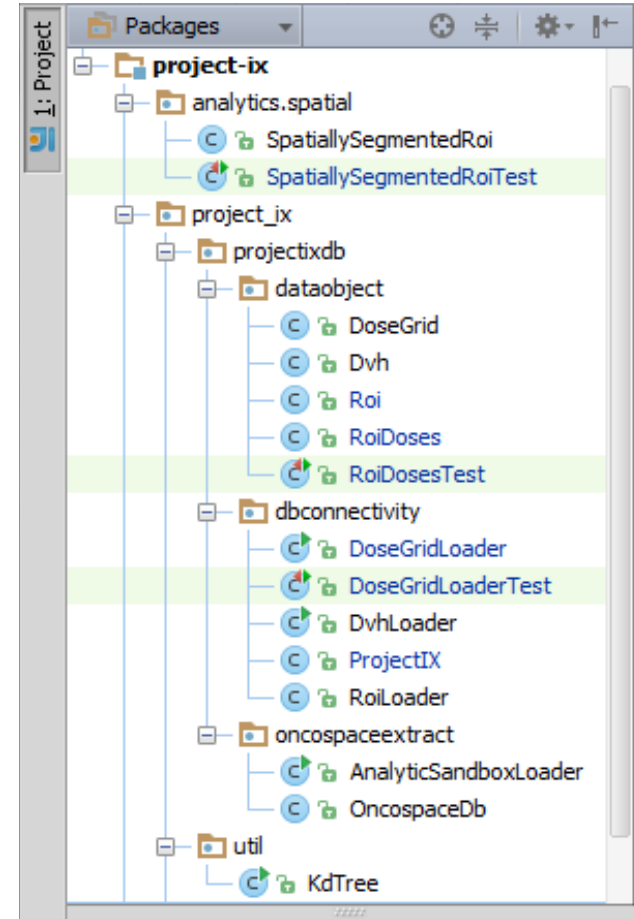 1: Project
Packages
project-ix
analytics.spatial
SpatiallySegmentedRoi
SpatiallySegmentedRoiTest
project_ix
projectixdb
dataobject
DoseGrid
Dvh
Roi
RoiDoses
RoiDosesTest
dbconnectivity
DoseGridLoader
DoseGridLoaderTest
DvhLoader
ProjectIX
RoiLoader
oncospaceextract
AnalyticSandboxLoader
OncospaceDb
util
KdTree